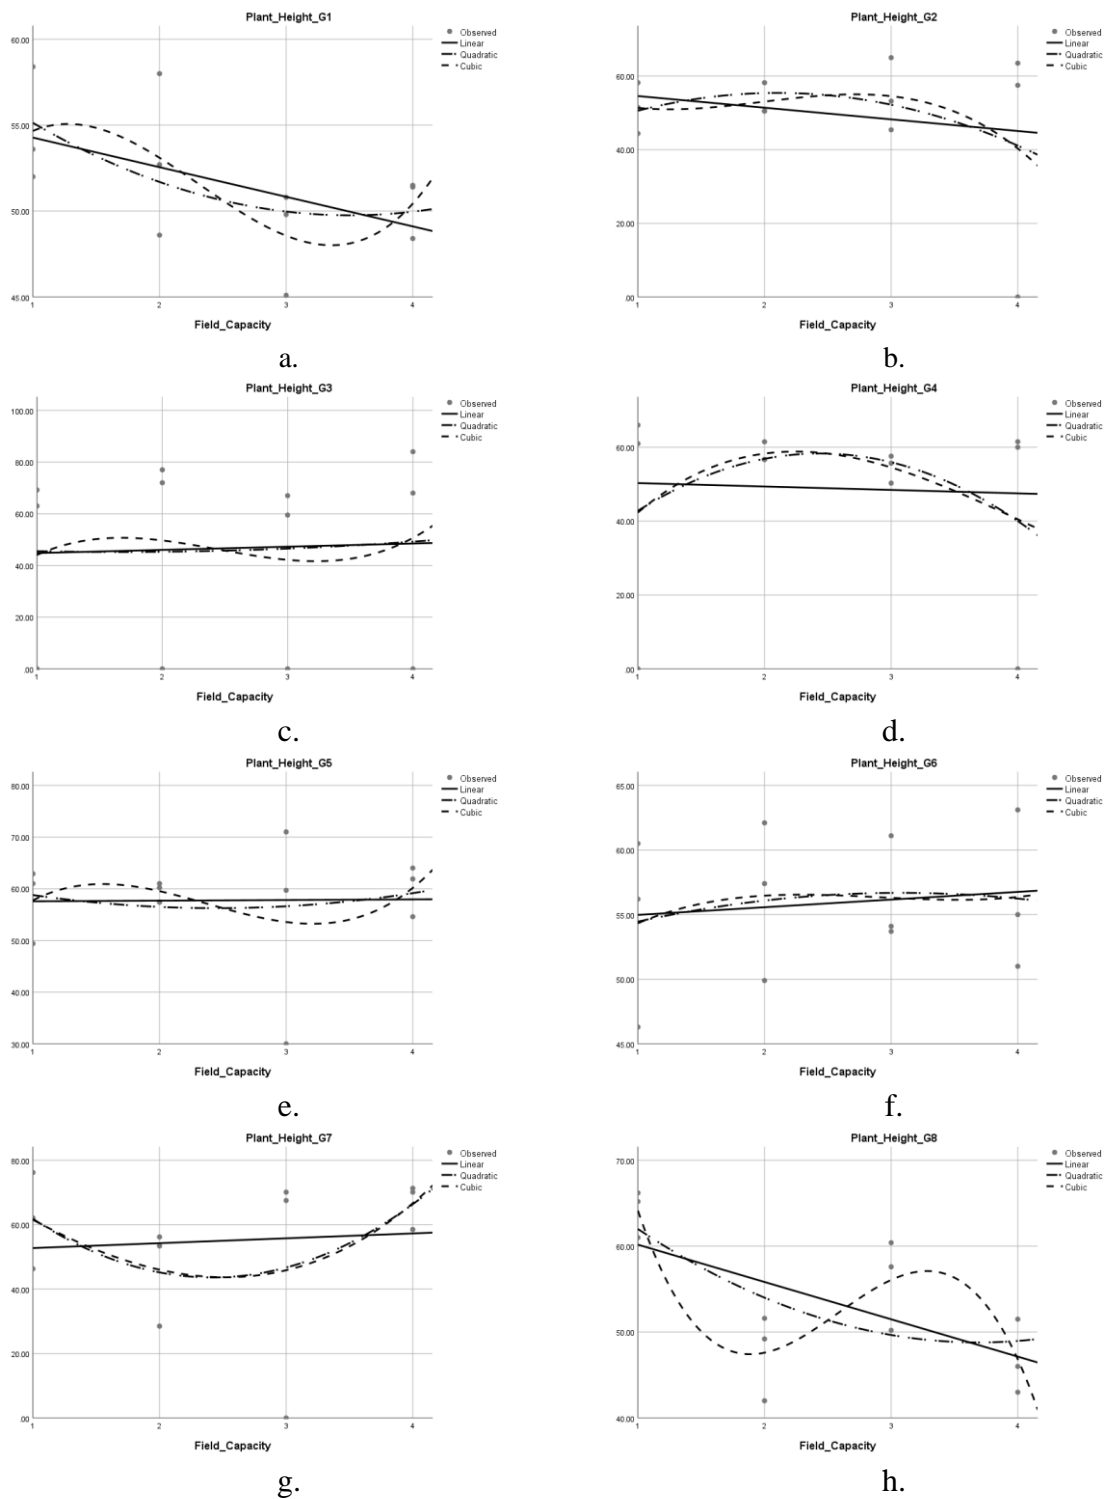 Plant_Height_G1
60.00
55.00
50.00
45.00
1 2 3 4
Field_Capacity
Observed
Linear
Quadratic
Cubic
a.
Plant_Height_G2
60.00
40.00
20.00
.00
1 2 3 4
Field_Capacity
Observed
Linear
Quadratic
Cubic
b.
Plant_Height_G3
100.00
80.00
60.00
40.00
20.00
.00
1 2 3 4
Field_Capacity
Observed
Linear
Quadratic
Cubic
c.
Plant_Height_G4
60.00
40.00
20.00
.00
1 2 3 4
Field_Capacity
Observed
Linear
Quadratic
Cubic
d.
Plant_Height_G5
80.00
70.00
60.00
50.00
40.00
30.00
1 2 3 4
Field_Capacity
Observed
Linear
Quadratic
Cubic
e.
Plant_Height_G6
65.00
60.00
55.00
50.00
45.00
1 2 3 4
Field_Capacity
Observed
Linear
Quadratic
Cubic
f.
Plant_Height_G7
80.00
60.00
40.00
20.00
.00
1 2 3 4
Field_Capacity
Observed
Linear
Quadratic
Cubic
g.
Plant_Height_G8
70.00
60.00
50.00
40.00
1 2 3 4
Field_Capacity
Observed
Linear
Quadratic
Cubic
h.